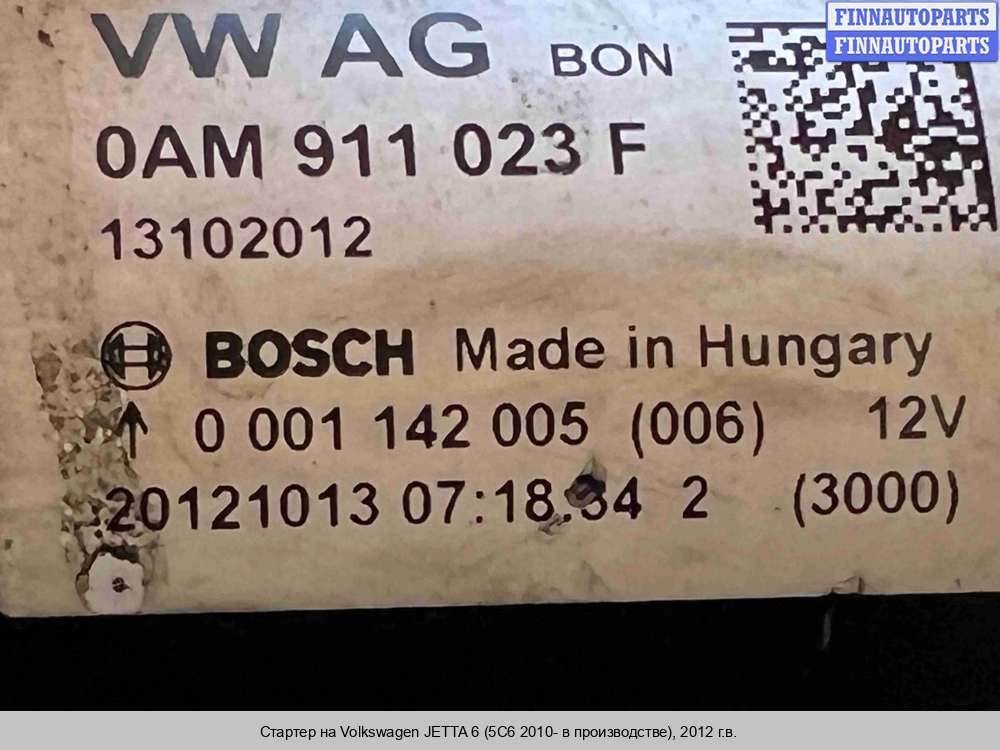 FINNAUTOPARTS
FINNAUTOPARTS
VW AG BON
0AM 911 023 F
13102012
BOSCH Made in Hungary
0 001 142 005 (006) 12V
20121013 07:18:34 2 (3000)
Стартер на Volkswagen JETTA 6 (5C6 2010- в производстве), 2012 г.в.